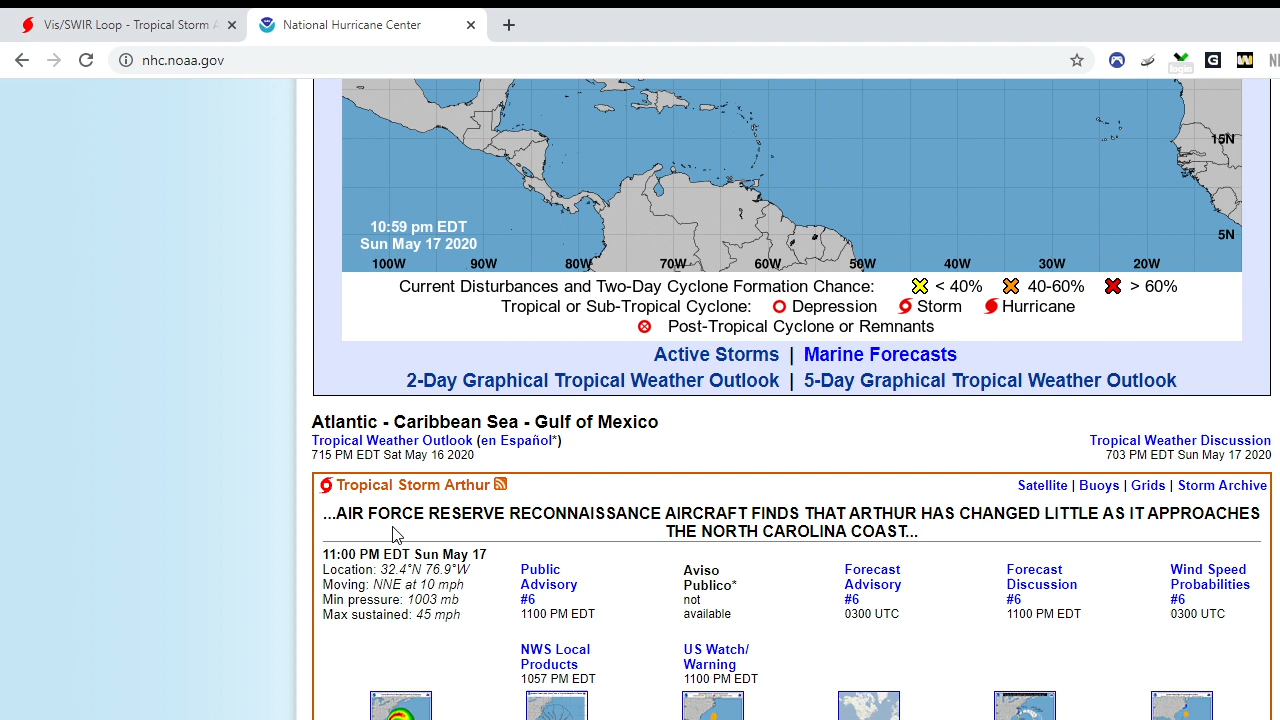 Vis/SWIR Loop - Tropical Storm A
National Hurricane Center
nhc.noaa.gov
15N
5N
10:59 pm EDT
Sun May 17 2020
100W 90W 80W 70W 60W 50W 40W 30W 20W
Current Disturbances and Two-Day Cyclone Formation Chance: < 40% 40-60% > 60%
Tropical or Sub-Tropical Cyclone: Depression Storm Hurricane
Post-Tropical Cyclone or Remnants
Active Storms | Marine Forecasts
2-Day Graphical Tropical Weather Outlook | 5-Day Graphical Tropical Weather Outlook
Atlantic - Caribbean Sea - Gulf of Mexico
Tropical Weather Outlook (en Español*) Tropical Weather Discussion
715 PM EDT Sat May 16 2020 703 PM EDT Sun May 17 2020
Tropical Storm Arthur Satellite | Buoys | Grids | Storm Archive
...AIR FORCE RESERVE RECONNAISSANCE AIRCRAFT FINDS THAT ARTHUR HAS CHANGED LITTLE AS IT APPROACHES
THE NORTH CAROLINA COAST...
11:00 PM EDT Sun May 17
Location: 32.4°N 76.9°W
Moving: NNE at 10 mph
Min pressure: 1003 mb
Max sustained: 45 mph
Public
Advisory
#6
1100 PM EDT
Aviso
Publico*
not
available
Forecast
Advisory
#6
0300 UTC
Forecast
Discussion
#6
1100 PM EDT
Wind Speed
Probabilities
#6
0300 UTC
NWS Local
Products
1057 PM EDT
US Watch/
Warning
1100 PM EDT